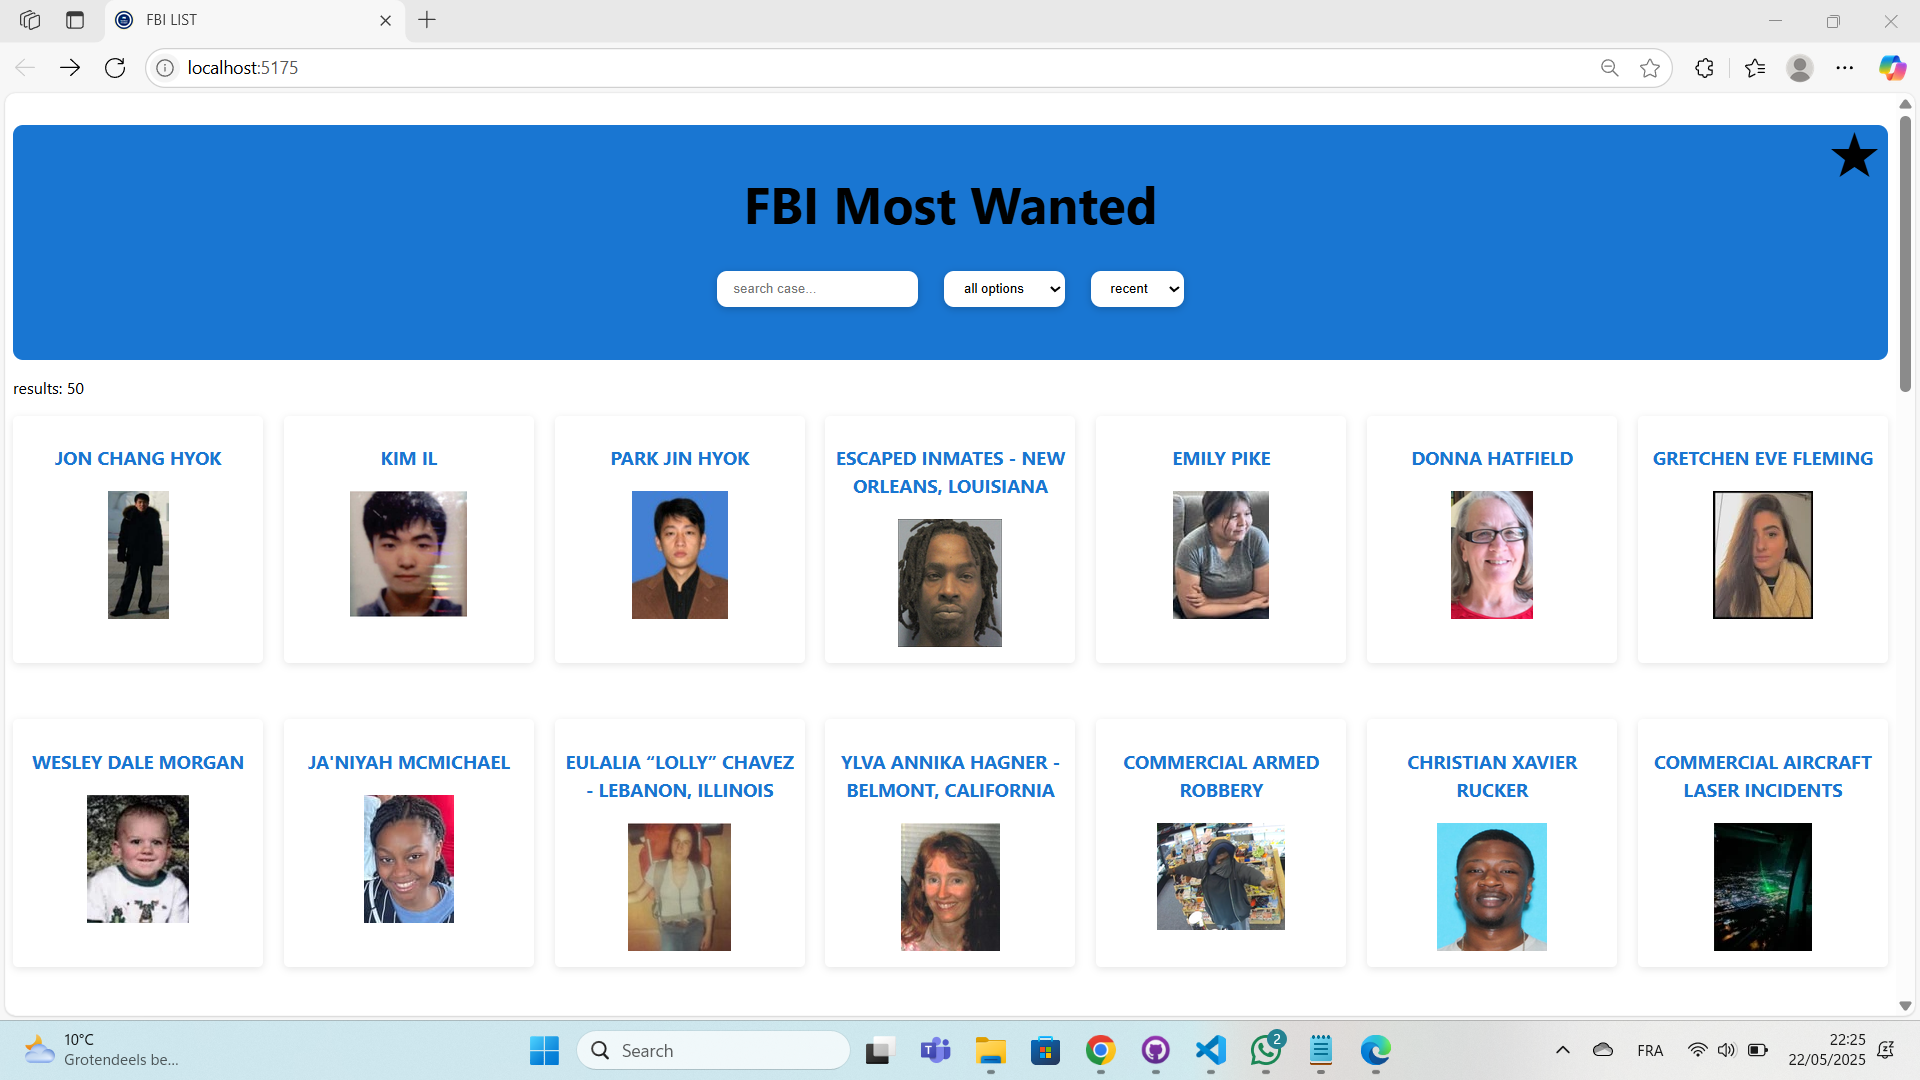 FBI LIST
localhost:5175
FBI Most Wanted
search case...
all options
recent
results: 50
JON CHANG HYOK
KIM IL
PARK JIN HYOK
ESCAPED INMATES - NEW
ORLEANS, LOUISIANA
EMILY PIKE
DONNA HATFIELD
GRETCHEN EVE FLEMING
WESLEY DALE MORGAN
JA'NIYAH MCMICHAEL
EULALIA “LOLLY” CHAVEZ
- LEBANON, ILLINOIS
YLVA ANNIKA HAGNER -
BELMONT, CALIFORNIA
COMMERCIAL ARMED
ROBBERY
CHRISTIAN XAVIER
RUCKER
COMMERCIAL AIRCRAFT
LASER INCIDENTS
10°C
Grotendeels be...
Search
2
FRA
22:25
22/05/2025